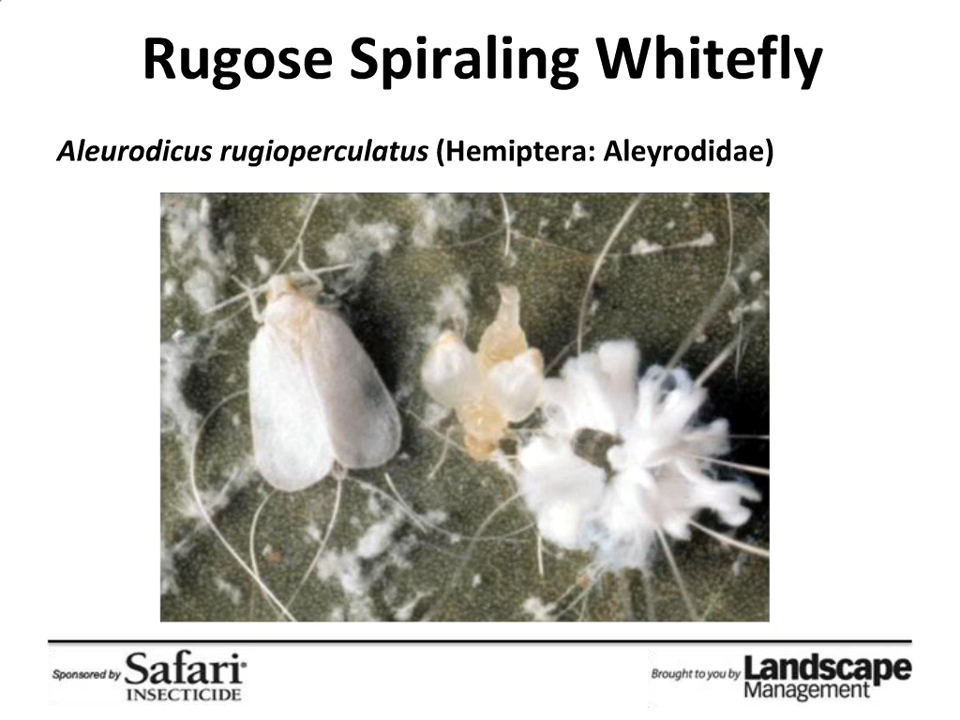 Rugose Spiraling Whitefly
Aleurodicus rugioperculatus (Hemiptera: Aleyrodidae)
Sponsored by Safari®
INSECTICIDE
Brought to you by Landscape
Management